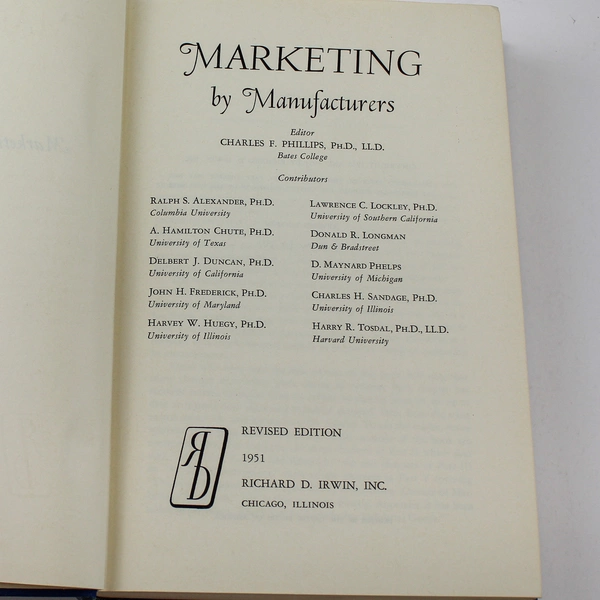 MARKETING
by Manufacturers
Editor
CHARLES F. PHILLIPS, PH.D., LL.D.
Bates College
Contributors
RALPH S. ALEXANDER, PH.D.
Columbia University
A. HAMILTON CHUTE, PH.D.
University of Texas
DELBERT J. DUNCAN, PH.D.
University of California
JOHN H. FREDERICK, PH.D.
University of Maryland
HARVEY W. HUEGY, PH.D.
University of Illinois
LAWRENCE C. LOCKLEY, PH.D.
University of Southern California
DONALD R. LONGMAN
Dun & Bradstreet
D. MAYNARD PHELPS
University of Michigan
CHARLES H. SANDAGE, PH.D.
University of Illinois
HARRY R. TOSDAL, PH.D., LL.D.
Harvard University
REVISED EDITION
1951
RICHARD D. IRWIN, INC.
CHICAGO, ILLINOIS